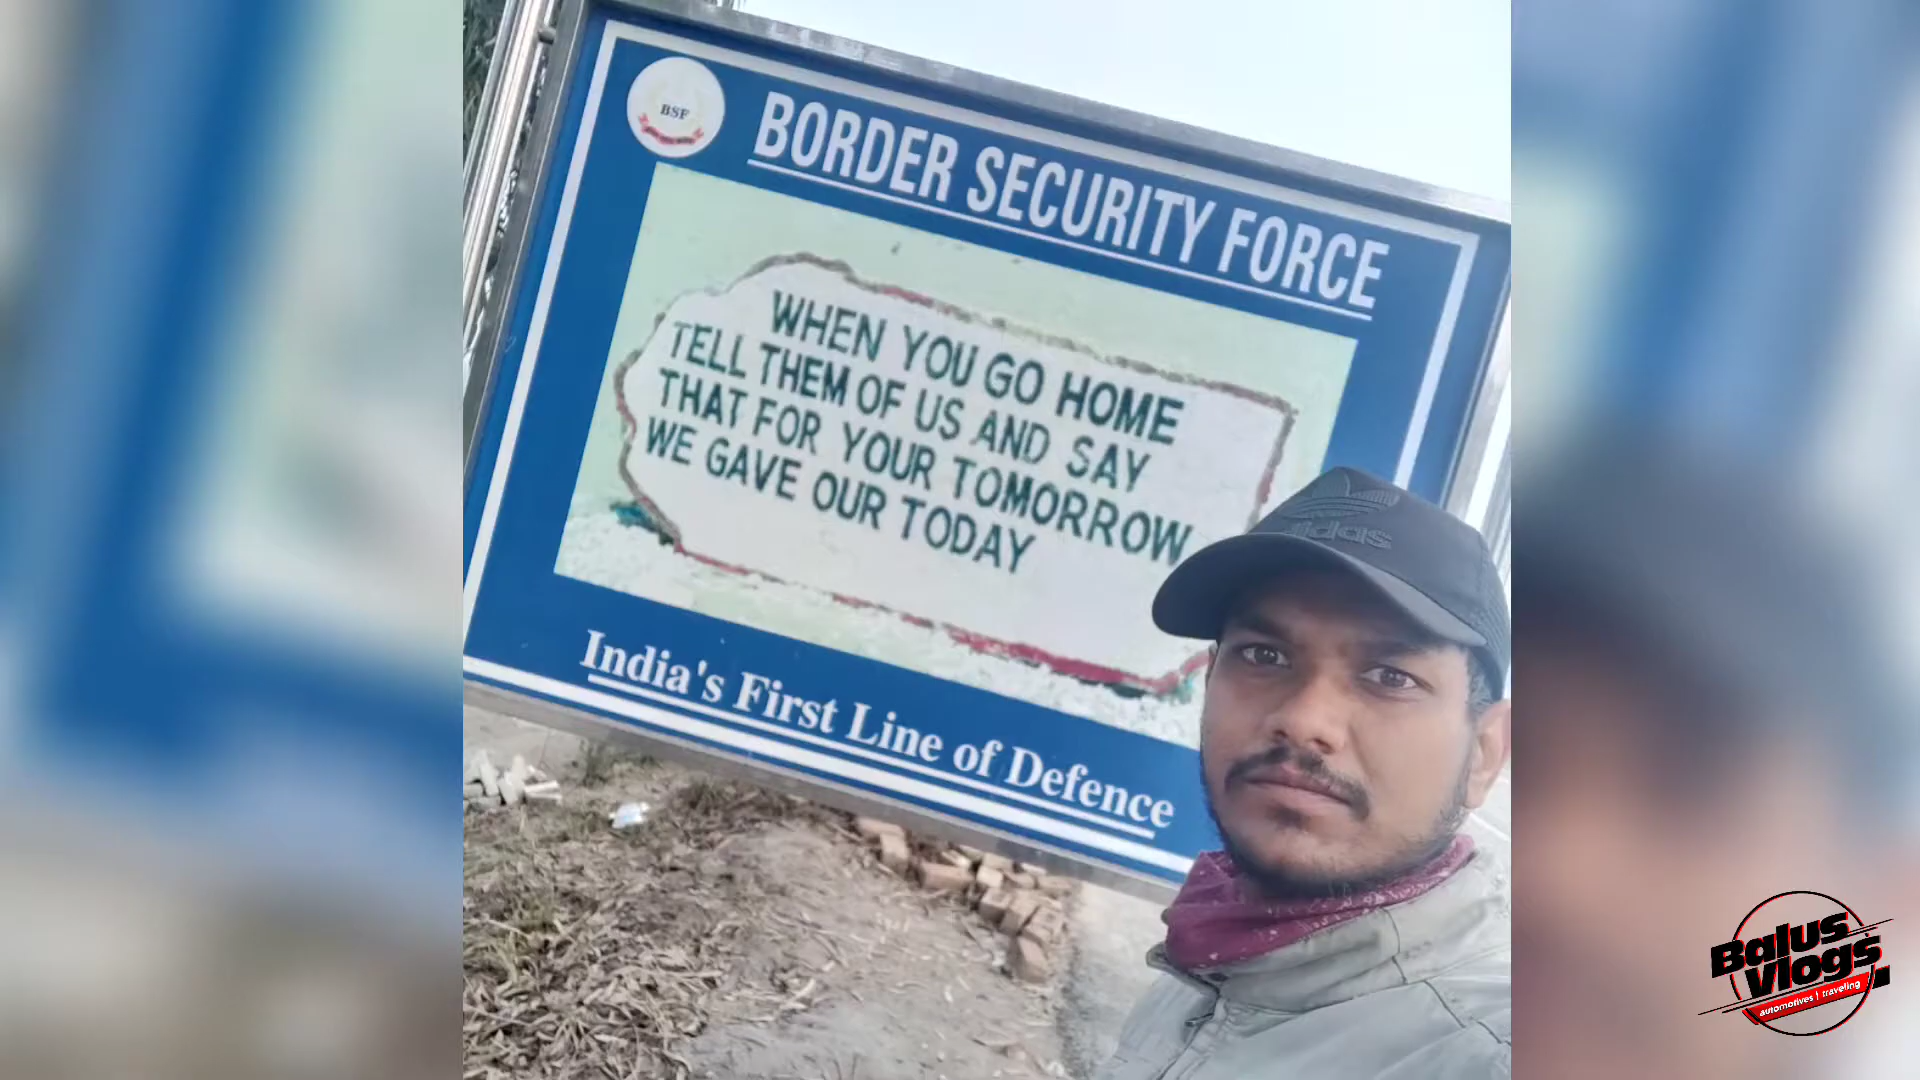 BSF
BORDER SECURITY FORCE
WHEN YOU GO HOME
TELL THEM OF US AND SAY
THAT FOR YOUR TOMORROW
WE GAVE OUR TODAY
India's First Line of Defence
adidas
Balus
Vlogs
automotives | traveling